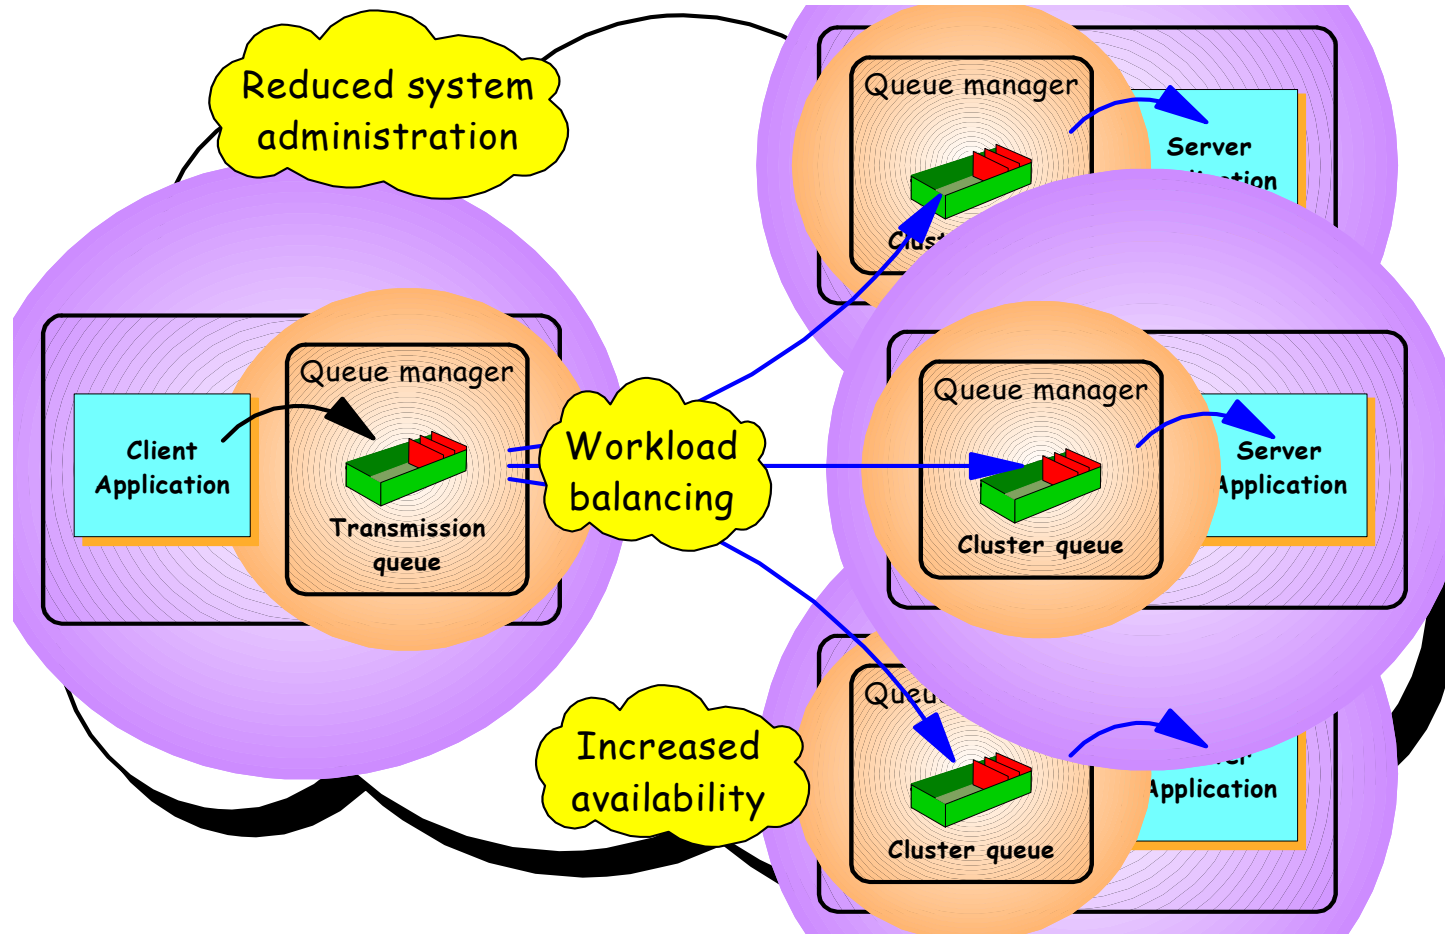 Reduced system
administration
Queue manager
Server
Client
Application
Queue manager
Transmission
queue
Workload
balancing
Queue manager
Cluster queue
Server
Application
Increased
availability
Cluster queue
Application